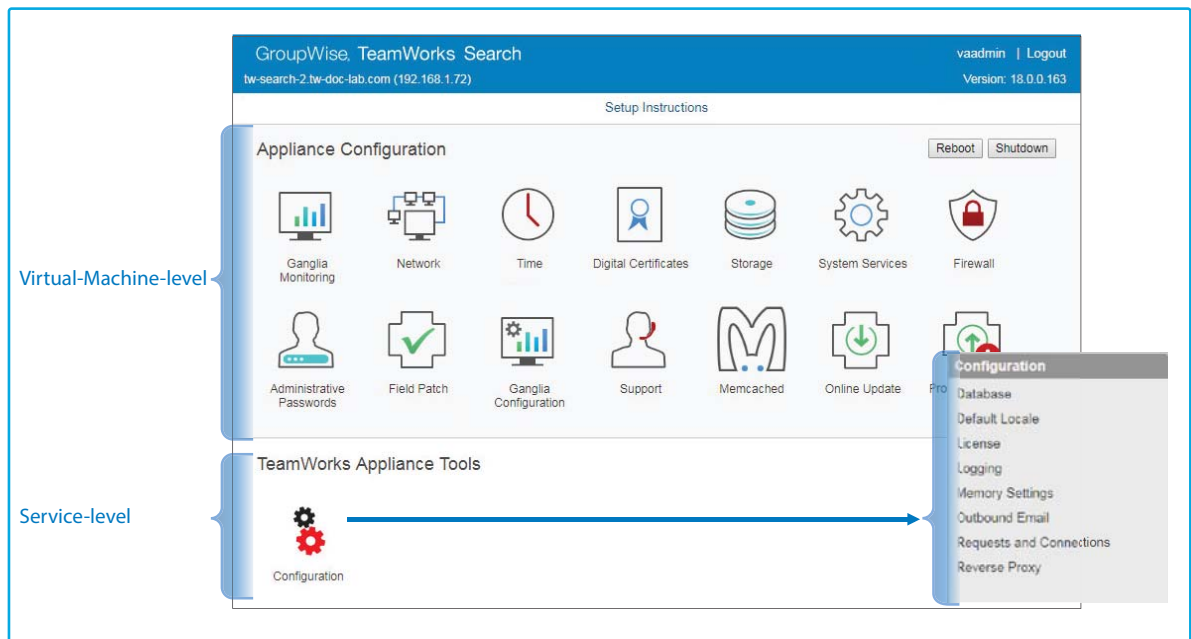 GroupWise. TeamWorks Search
vaadmin | Logout
tw-search-2.tw-doc-lab.com (192.168.1.72)
Version: 18.0.0.163
Setup Instructions
Virtual-Machine-level
Appliance Configuration
Reboot
Shutdown
Ganglia
Monitoring
Network
Time
Digital Certificates
Storage
System Services
Firewall
Administrative
Passwords
Field Patch
Ganglia
Configuration
Support
Memcached
Online Update
Service-level
TeamWorks Appliance Tools
Configuration
Configuration
Database
Default Locale
License
Logging
Memory Settings
Outbound Email
Requests and Connections
Reverse Proxy